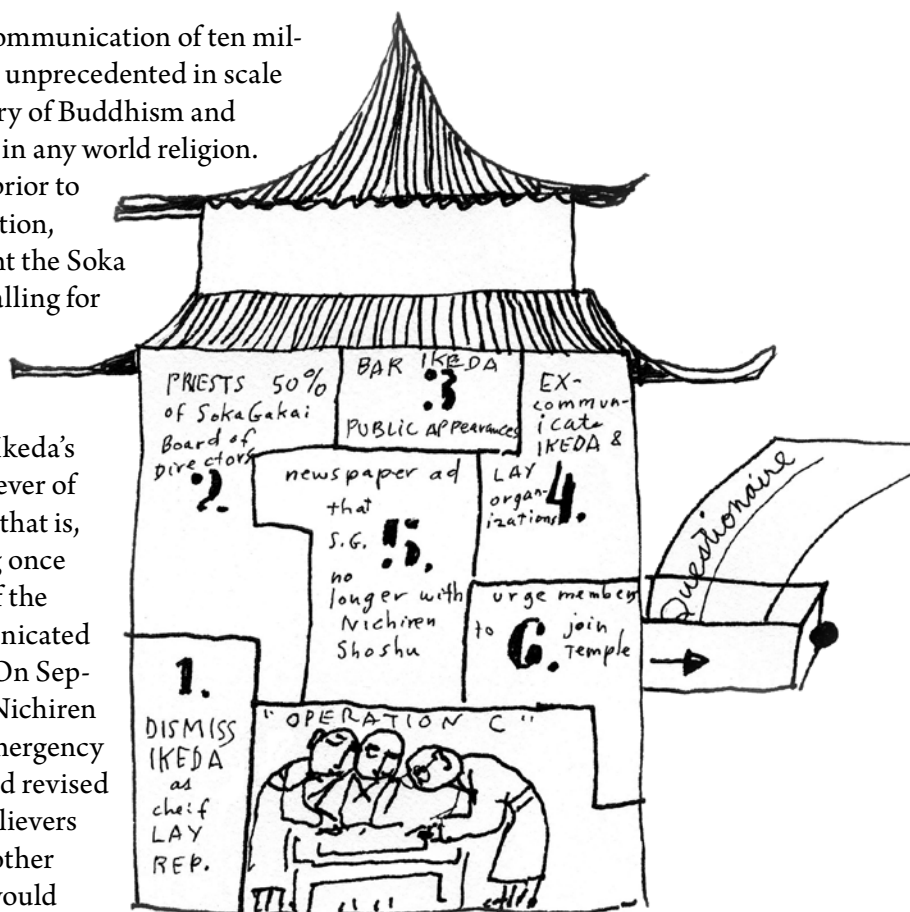 ommunication of ten mil-
unprecedented in scale
ry of Buddhism and
in any world religion.
prior to
tion,
nt the Soka
alling for
Ikeda's
ever of
that is,
g once
f the
nicated
On Sep-
Nichiren
mergency
d revised
lievers
other
would
PRIESTS 50%
of SokaGakai
Board of
Directors
2.
BAR IKEDA
3
PUBLIC APPEARANCES
EX-
commun-
icate
IKEDA &
LAY
organ-
izations
4.
newspaper ad
that
S.G. 5.
no
longer with
Nichiren
Shoshu
urge members
to 6. join
Temple
Questionaire
1.
DISMISS
IKEDA
as
cheif
LAY
REP.
"OPERATION C"